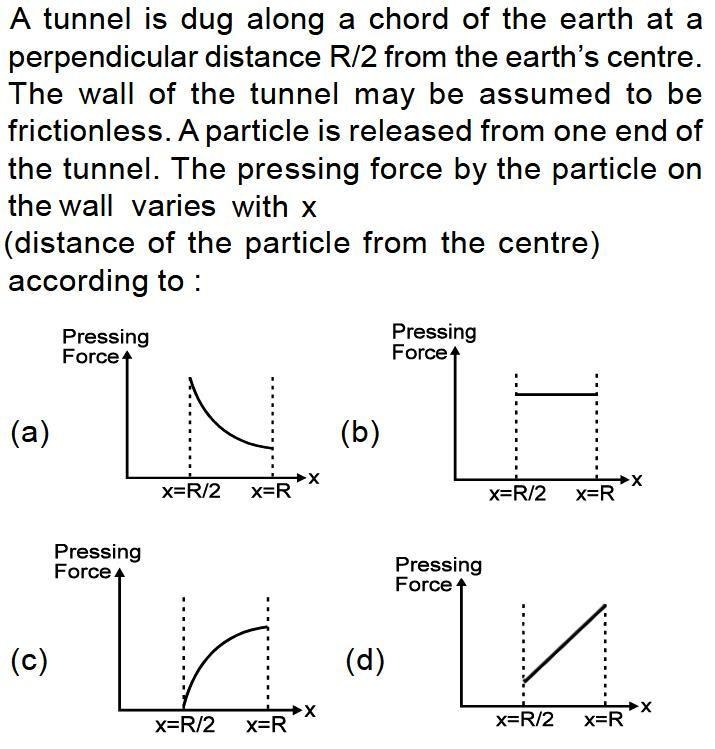 A tunnel is dug along a chord of the earth at a
perpendicular distance R/2 from the earth’s centre.
The wall of the tunnel may be assumed to be
frictionless. A particle is released from one end of
the tunnel. The pressing force by the particle on
the wall varies with x
(distance of the particle from the centre)
according to :
Pressing
Force
(a)
x
x=R/2 x=R
Pressing
Force
(b)
x
x=R/2 x=R
Pressing
Force
(c)
x
x=R/2 x=R
Pressing
Force
(d)
x
x=R/2 x=R